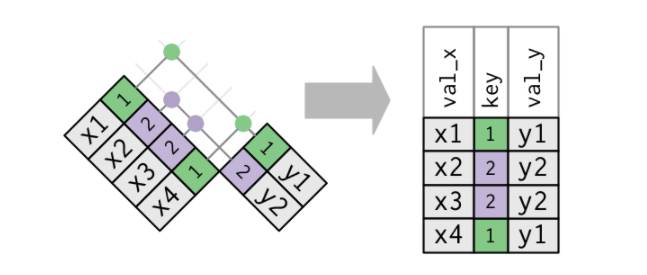 x1 1
x2 2
x3 2
x4 1
1 y1
2 y2
val_x key val_y
x1 1 y1
x2 2 y2
x3 2 y2
x4 1 y1